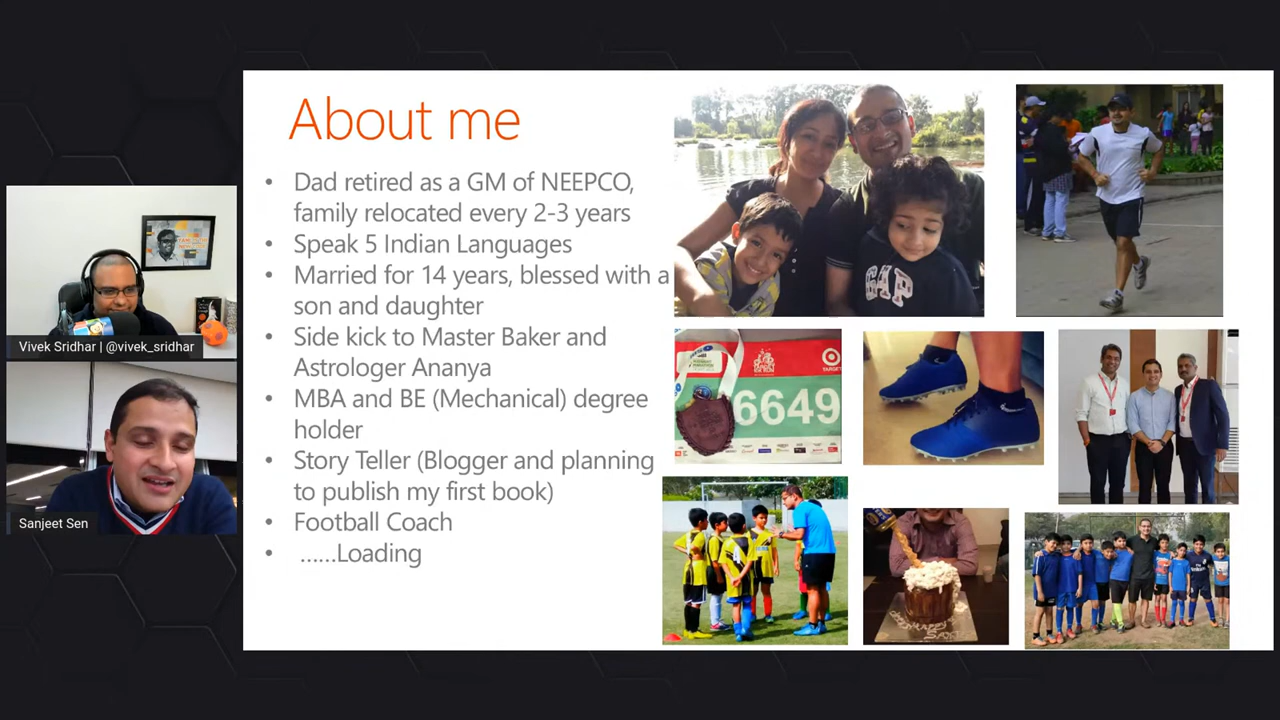 About me
• Dad retired as a GM of NEEPCO,
family relocated every 2-3 years
• Speak 5 Indian Languages
• Married for 14 years, blessed with a
son and daughter
• Side kick to Master Baker and
Astrologer Ananya
• MBA and BE (Mechanical) degree
holder
• Story Teller (Blogger and planning
to publish my first book)
• Football Coach
• ......Loading
Vivek Sridhar | @vivek_sridhar
Sanjeet Sen
GAP
TARGET
6649